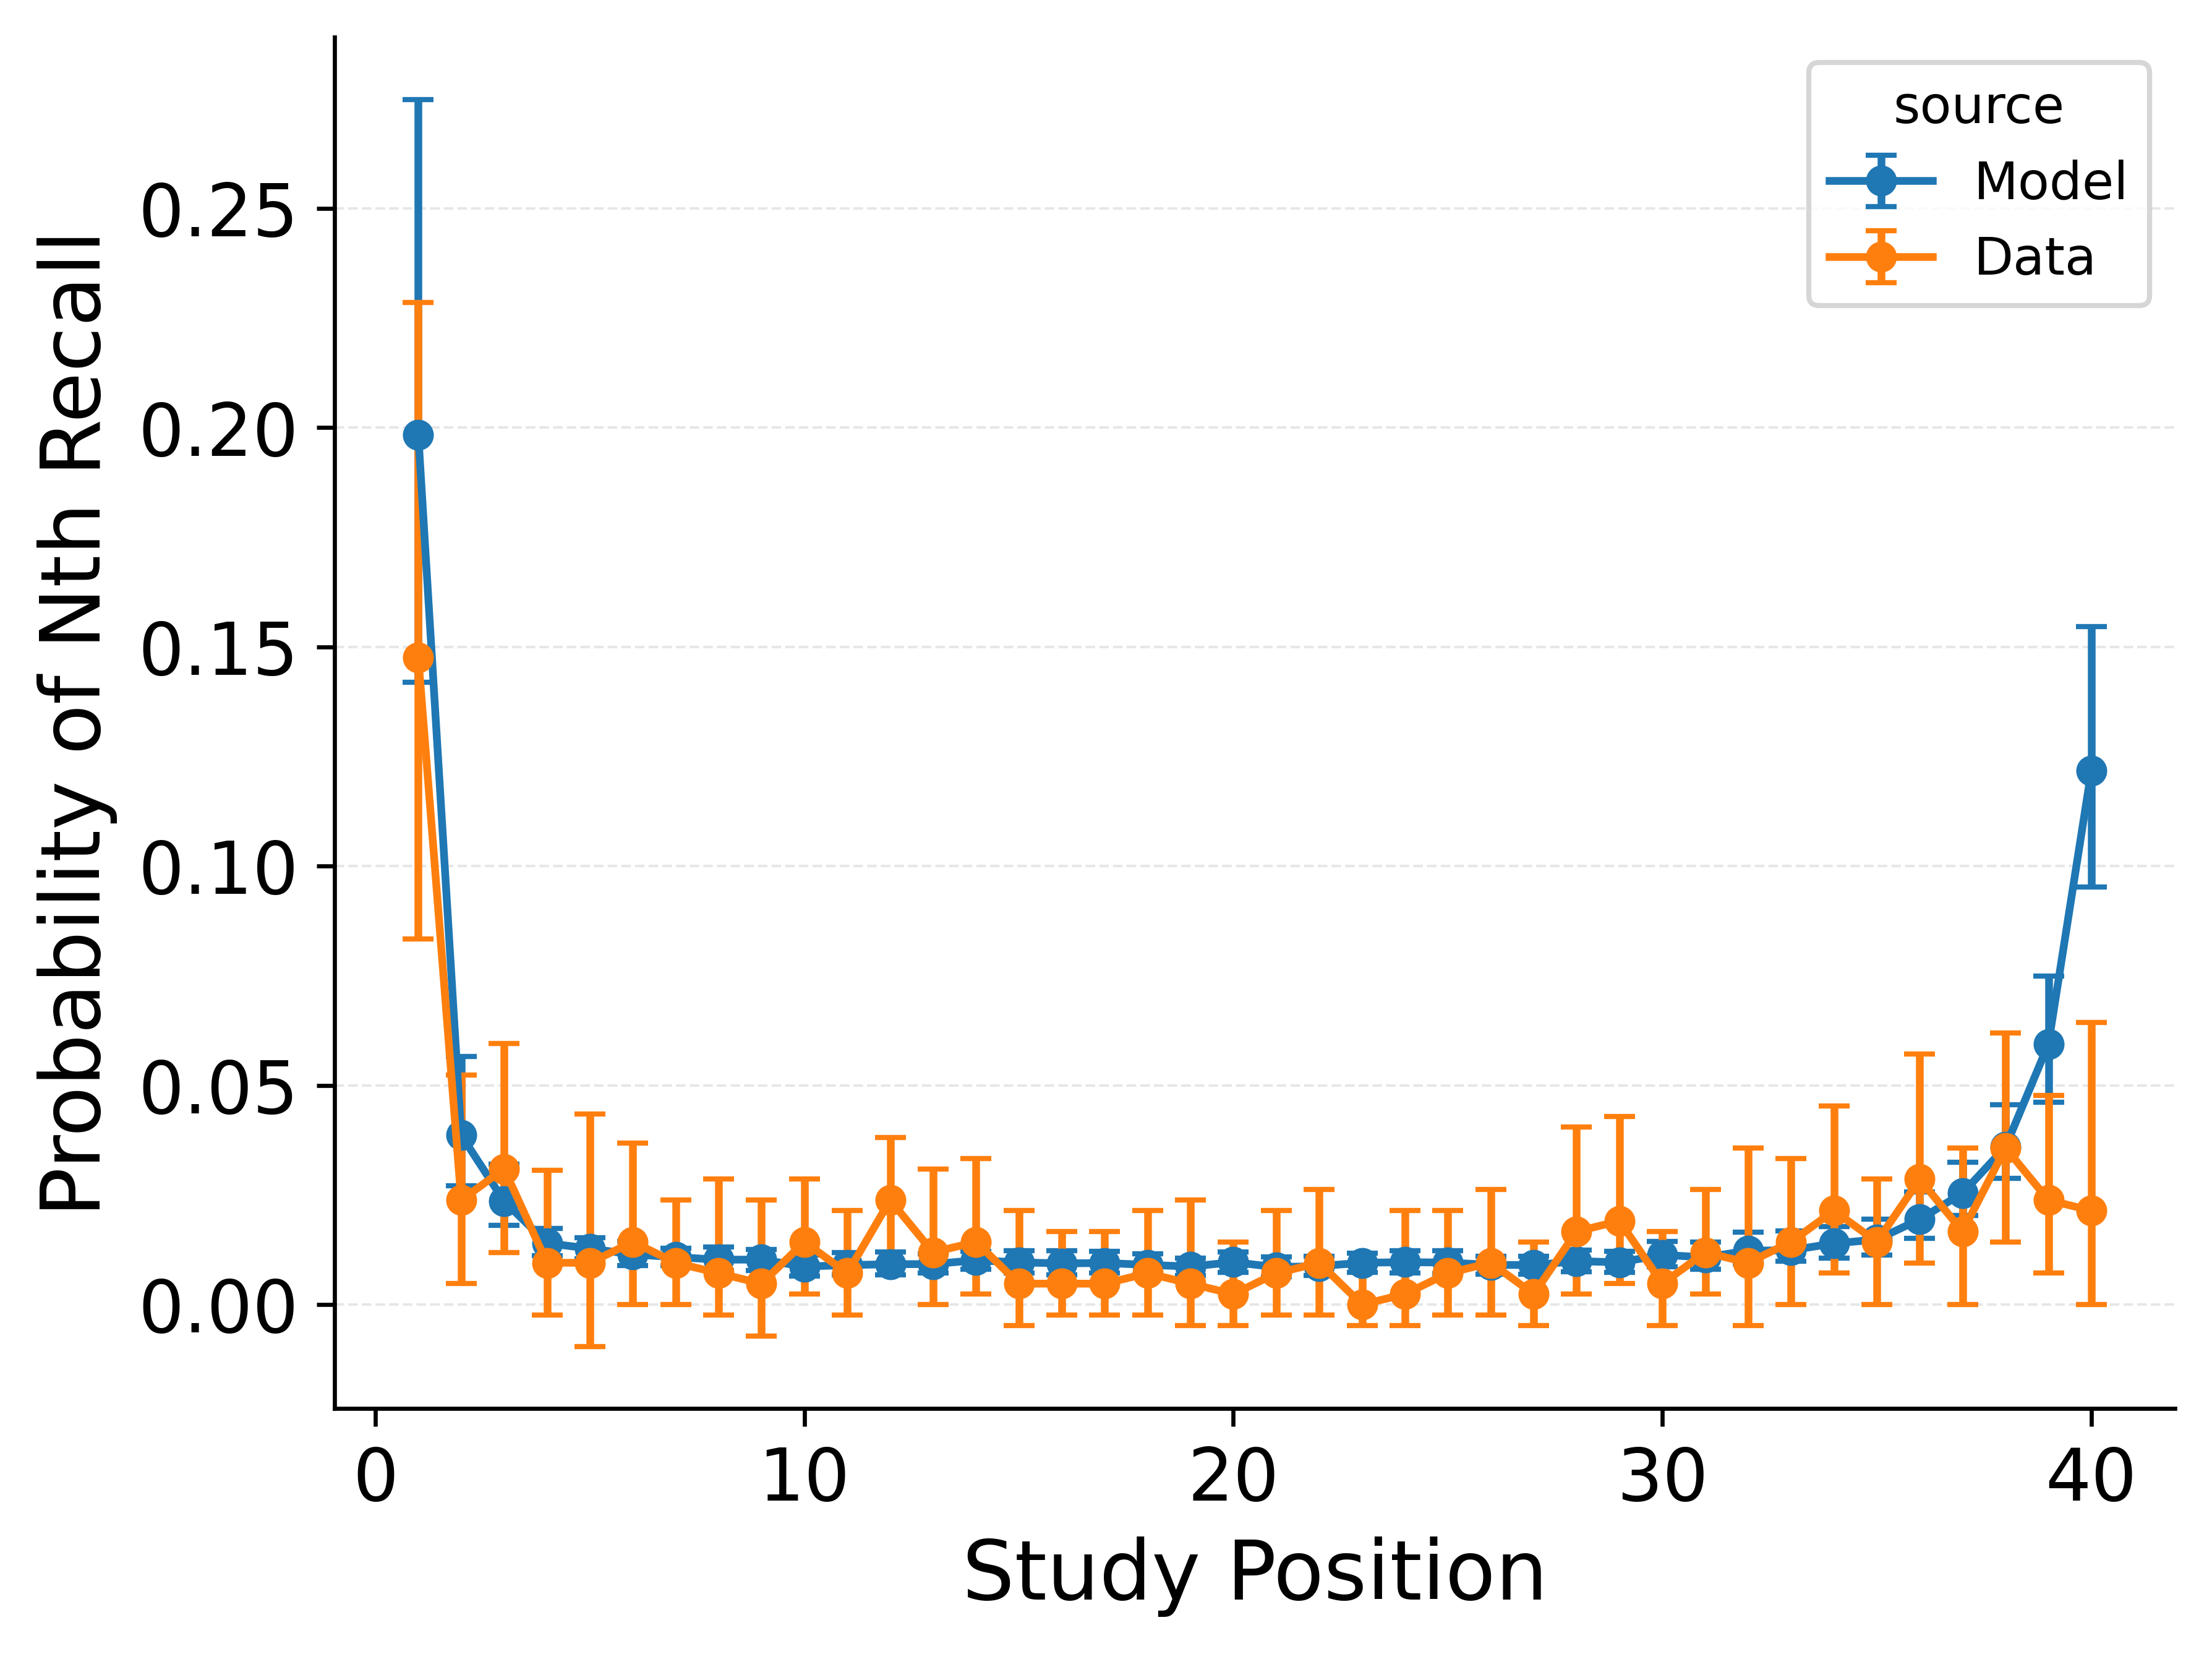 source
Model
Data
Probability of Nth Recall
0.25
0.20
0.15
0.10
0.05
0.00
0 10 20 30 40
Study Position